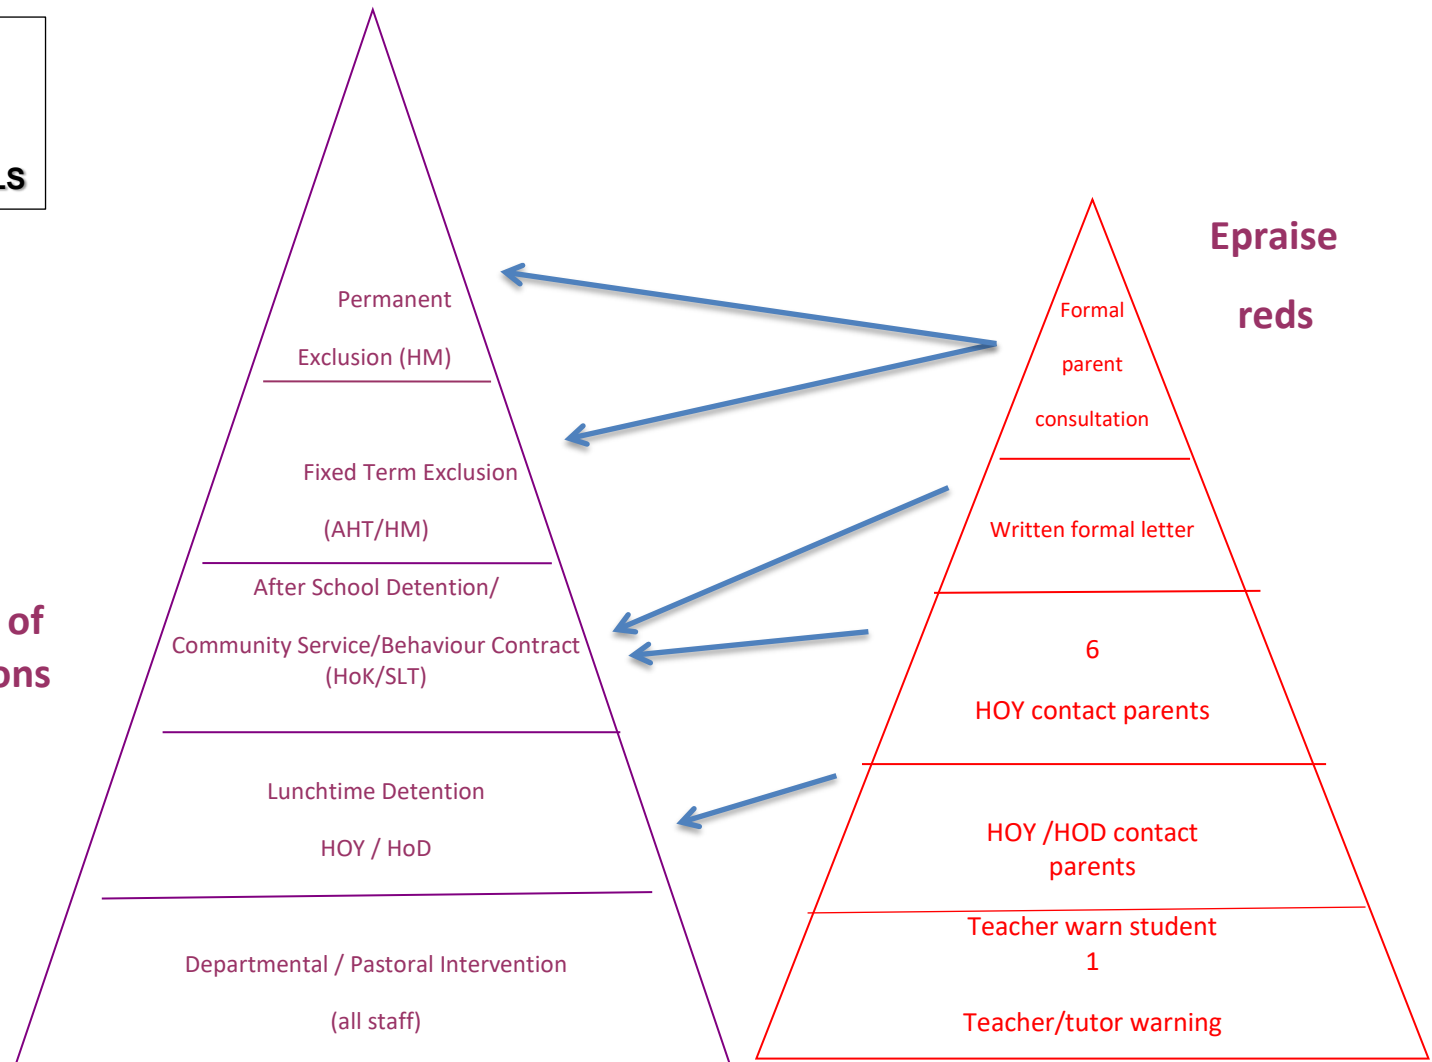 LS
of
ons
Permanent
Exclusion (HM)
Fixed Term Exclusion
(AHT/HM)
After School Detention/
Community Service/Behaviour Contract
(HoK/SLT)
Lunchtime Detention
HOY / HoD
Departmental / Pastoral Intervention
(all staff)
Epraise
reds
Formal
parent
consultation
Written formal letter
6
HOY contact parents
HOY /HOD contact
parents
Teacher warn student
1
Teacher/tutor warning